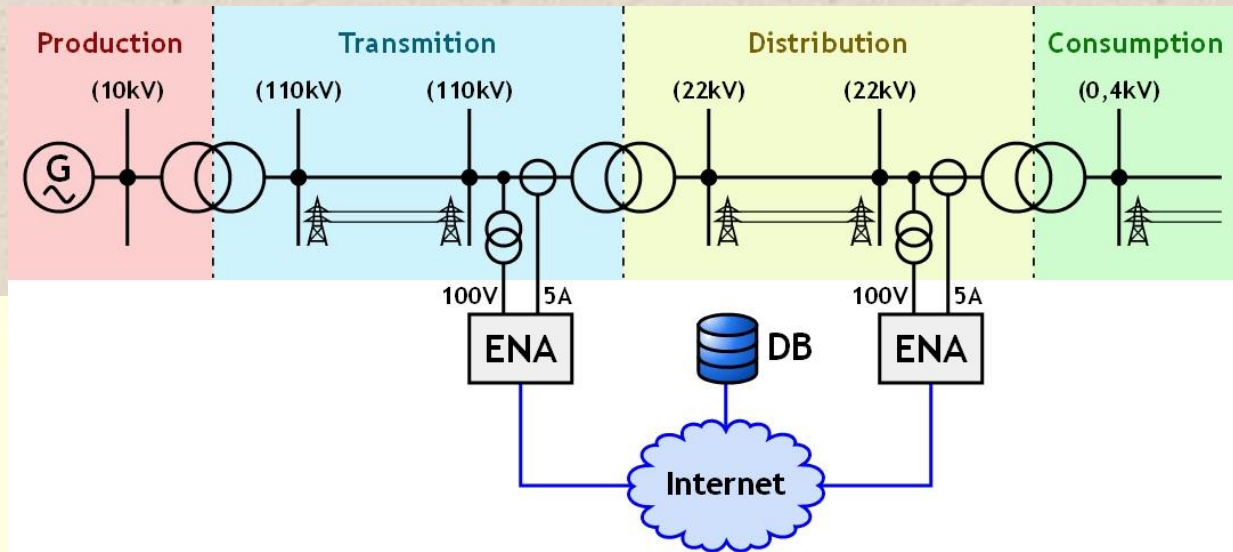 Production
Transmition
Distribution
Consumption
(10kV)
(110kV)
(110kV)
(22kV)
(22kV)
(0,4kV)
G
100V
5A
100V
5A
ENA
DB
ENA
Internet